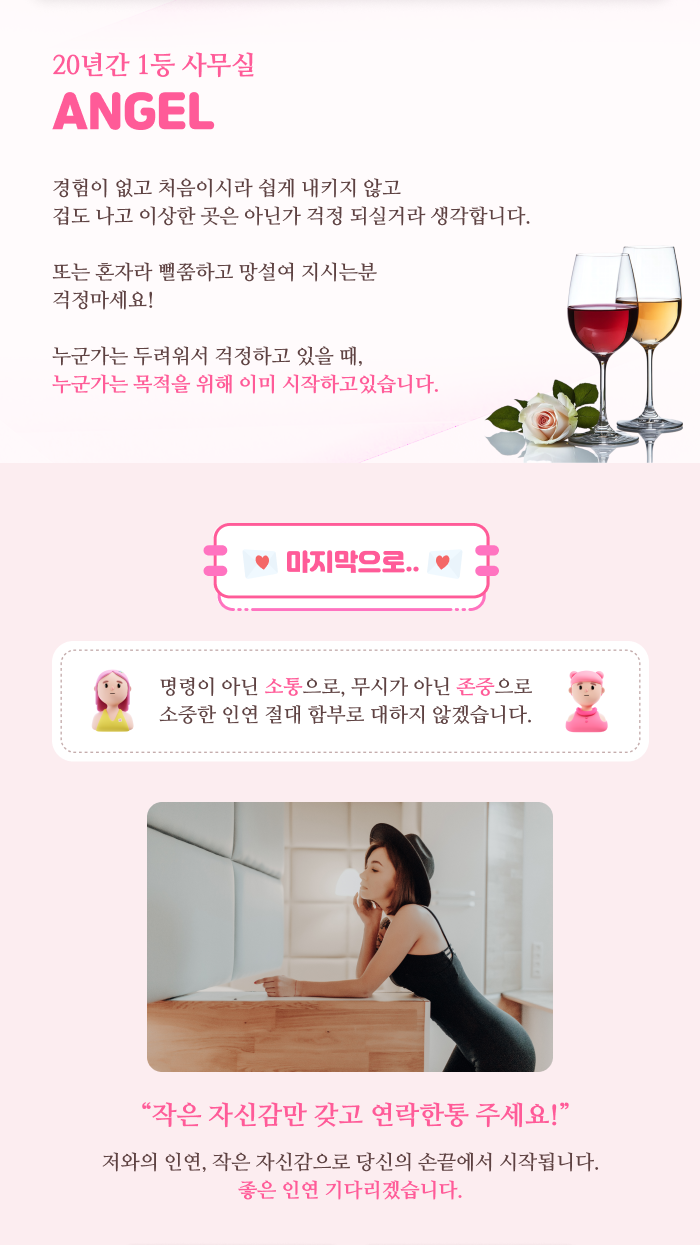 20년간 1등 사무실
ANGEL
경험이 없고 처음이시라 쉽게 내키지 않고
겁도 나고 이상한 곳은 아닌가 걱정 되실거라 생각합니다.
또는 혼자라 뻘쭘하고 망설여 지시는분
걱정마세요!
누군가는 두려워서 걱정하고 있을 때,
누군가는 목적을 위해 이미 시작하고있습니다.
마지막으로..
명령이 아닌 소통으로, 무시가 아닌 존중으로
소중한 인연 절대 함부로 대하지 않겠습니다.
“작은 자신감만 갖고 연락한통 주세요!”
저와의 인연, 작은 자신감으로 당신의 손끝에서 시작됩니다.
좋은 인연 기다리겠습니다.